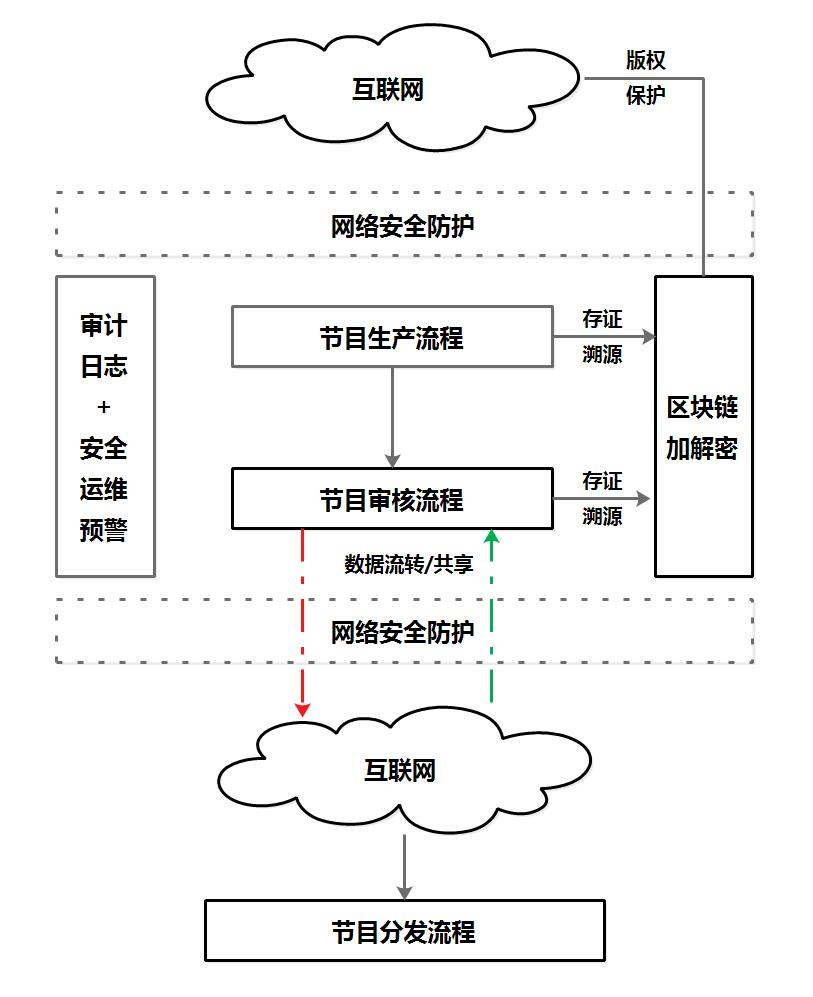 互联网
版权
保护
网络安全防护
审计
日志
+
安全
运维
预警
节目生产流程
存证
溯源
区块链
加解密
节目审核流程
存证
溯源
数据流转/共享
网络安全防护
互联网
节目分发流程